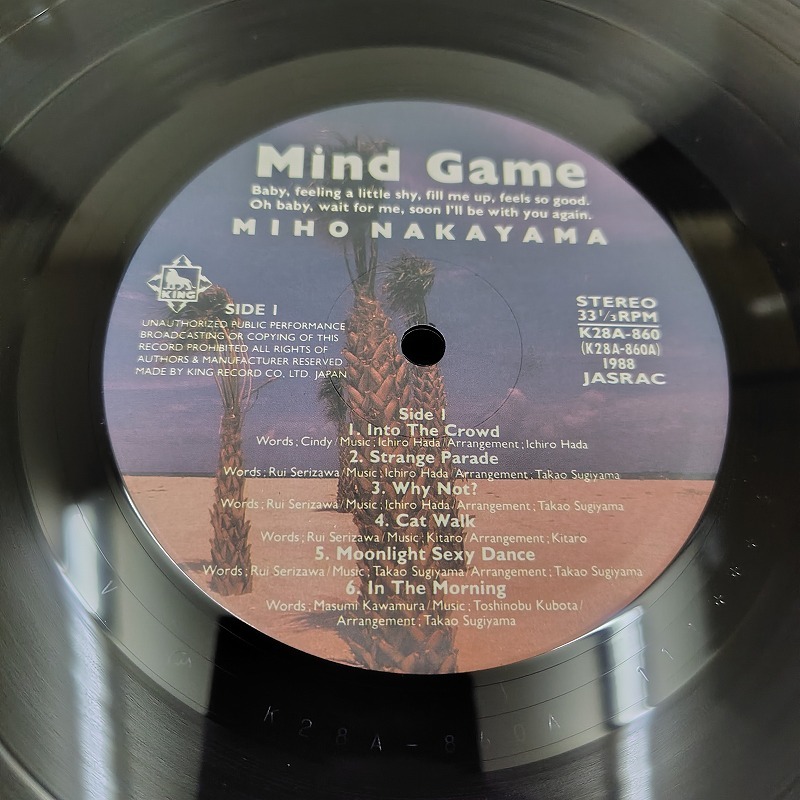 Mind Game
Baby, feeling a little shy, fill me up, feels so good.
Oh baby, wait for me, soon I'll be with you again.
MIHO NAKAYAMA
KING
SIDE I
UNAUTHORIZED PUBLIC PERFORMANCE
BROADCASTING OR COPYING OF THIS
RECORD PROHIBITED ALL RIGHTS OF
AUTHORS & MANUFACTURER RESERVED
MADE BY KING RECORD CO, LTD. JAPAN
STEREO
33 1/3 RPM
K28A-860
(K28A-860A)
1988
JASRAC
Side 1
1. Into The Crowd
Words; Cindy/Music; Ichiro Hada/Arrangement; Ichiro Hada
2. Strange Parade
Words; Rui Serizawa/Music; Ichiro Hada/Arrangement; Takao Sugiyama
3. Why Not?
Words; Rui Serizawa/Music; Ichiro Hada/Arrangement; Takao Sugiyama
4. Cat Walk
Words; Rui Serizawa/Music; Kitaro/Arrangement; Kitaro
5. Moonlight Sexy Dance
Words; Rui Serizawa/Music; Takao Sugiyama/Arrangement; Takao Sugiyama
6. In The Morning
Words; Masumi Kawamura/Music; Toshinobu Kubota/
Arrangement; Takao Sugiyama
K28A-860A